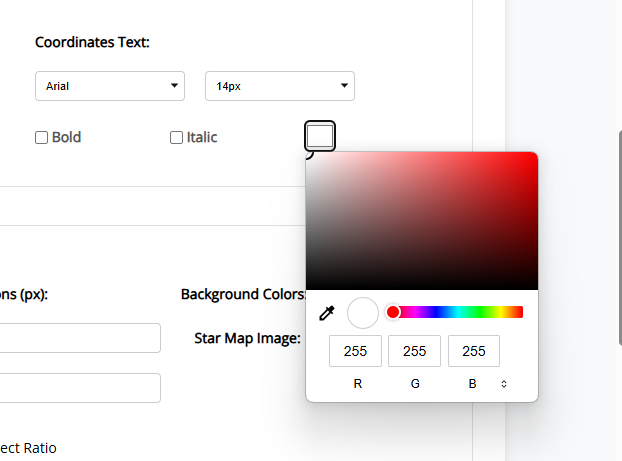 Coordinates Text:
Arial
14px
Bold
Italic
ons (px):
Background Colors:
Star Map Image:
255
255
255
R
G
B
ect Ratio